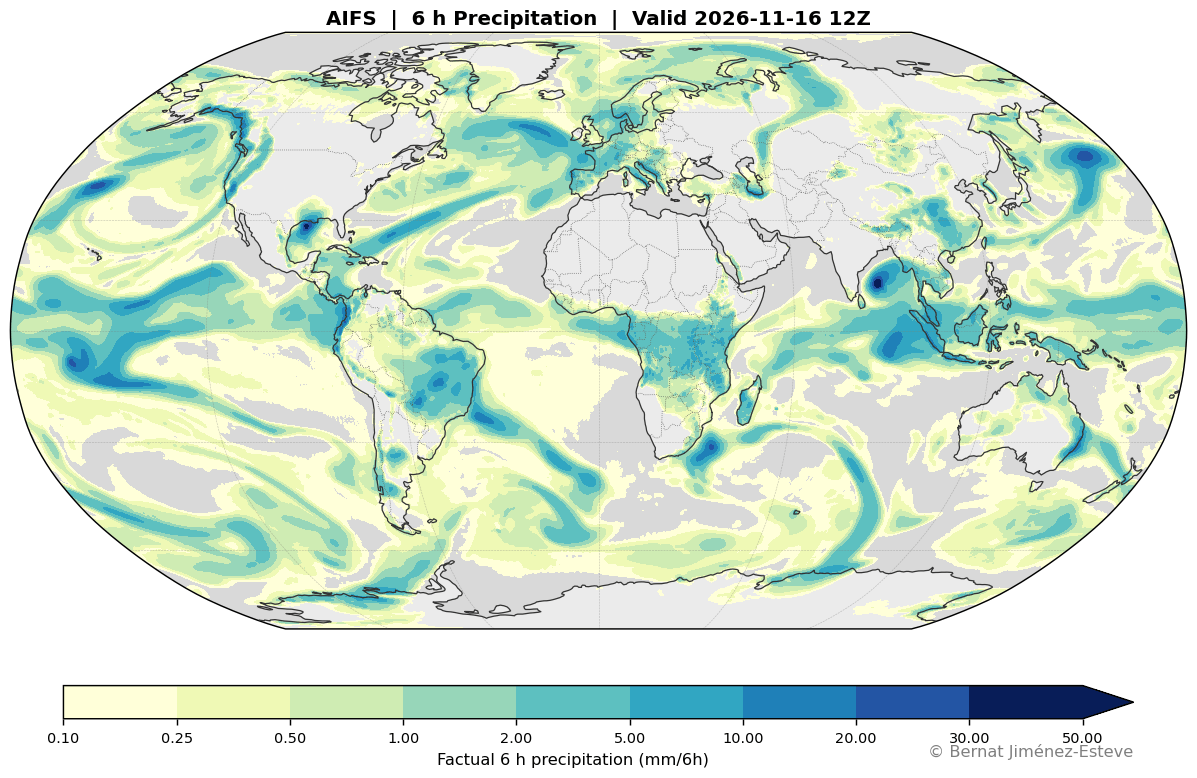 AIFS | 6 h Precipitation | Valid 2026-11-16 12Z
0.10 0.25 0.50 1.00 2.00 5.00 10.00 20.00 30.00 50.00
Factual 6 h precipitation (mm/6h)
© Bernat Jiménez-Esteve